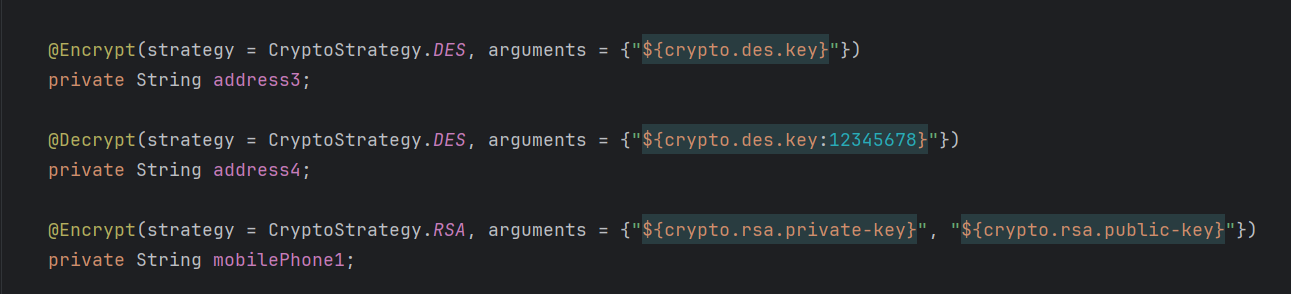 @Encrypt(strategy = CryptoStrategy.DES, arguments = {"${crypto.des.key}"})
private String address3;
@Decrypt(strategy = CryptoStrategy.DES, arguments = {"${crypto.des.key:12345678}"})
private String address4;
@Encrypt(strategy = CryptoStrategy.RSA, arguments = {"${crypto.rsa.private-key}", "${crypto.rsa.public-key}"})
private String mobilePhone1;